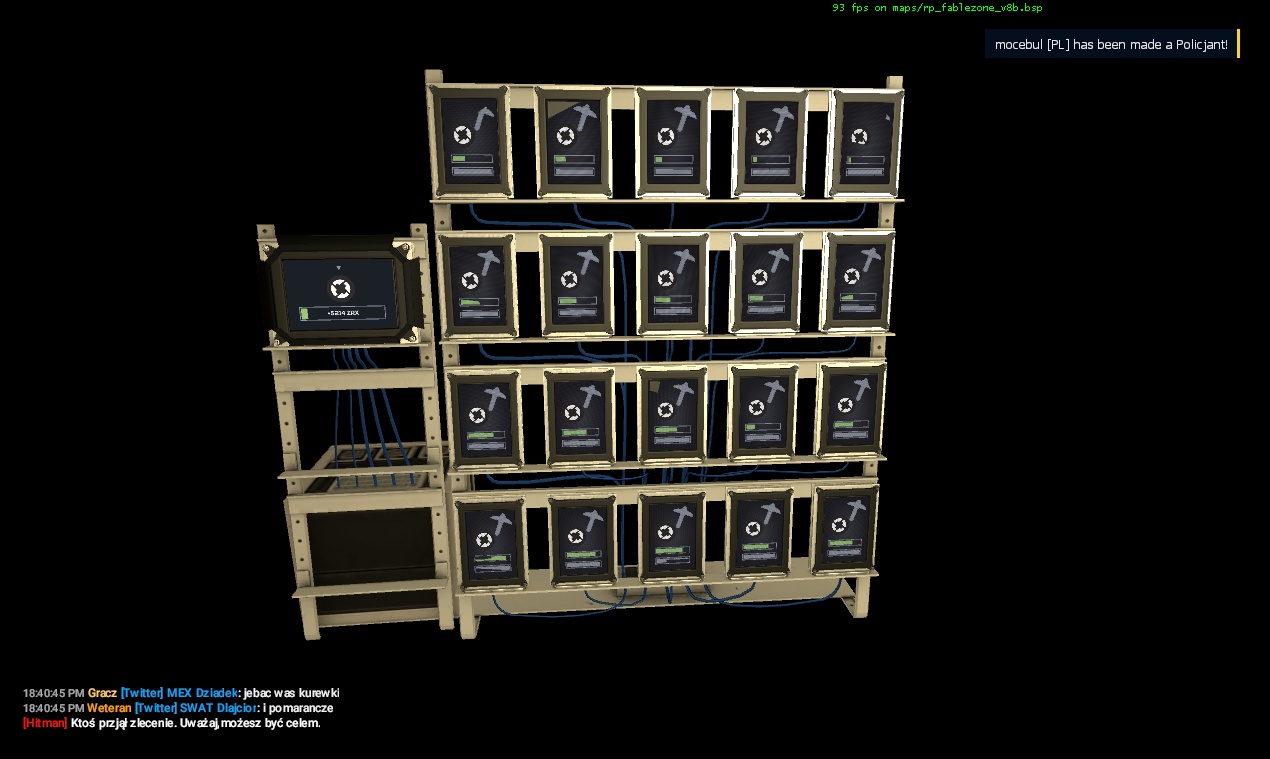 93 fps on maps/rp_fablezone_v8b.bsp
mocebul [PL] has been made a Policjant!
+5214 ZRX
18:40:45 PM Gracz [Twitter] MEX Dziadek: jebac was kurewki
18:40:45 PM Weteran [Twitter] SWAT Dlajcior: i pomarancze
[Hitman] Ktoś przjął zlecenie. Uważaj,możesz być celem.